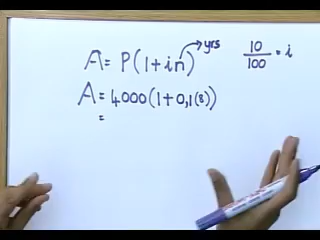 A = P(1 + in) → yrs
10/100 = i
A = 4000(1 + 0,1(8))
=